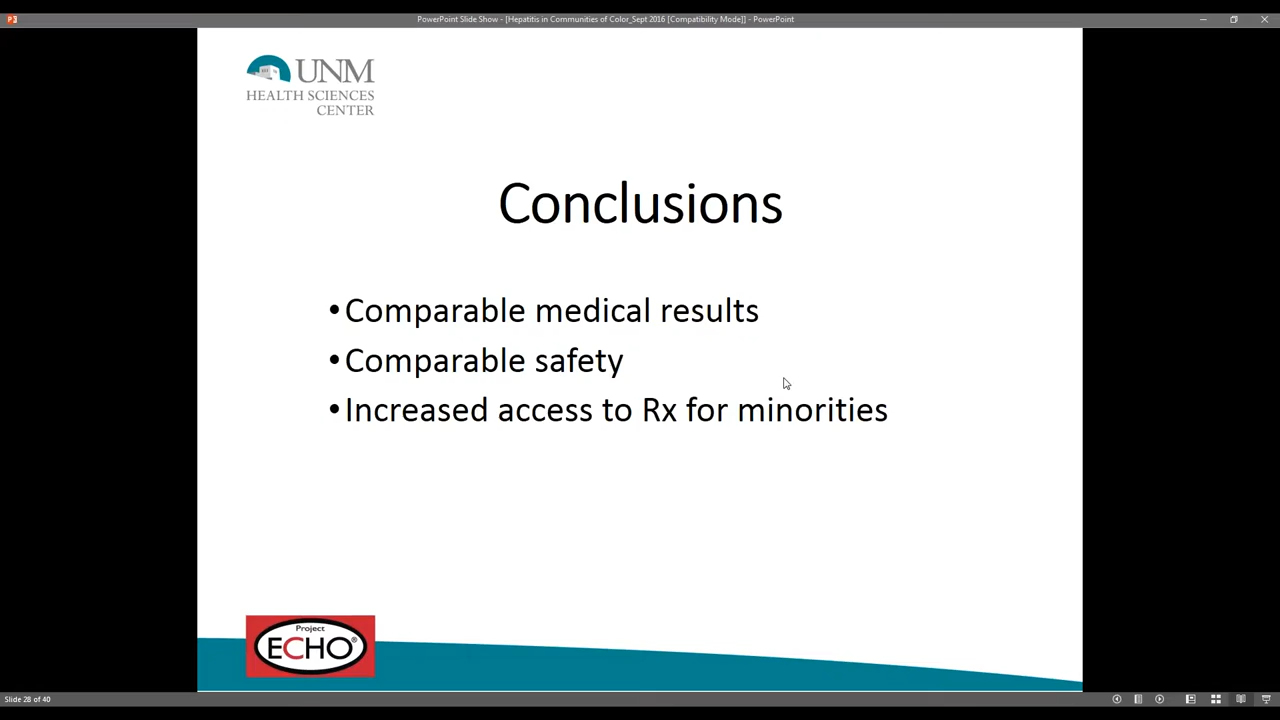 PowerPoint Slide Show - [Hepatitis in Communities of Color_Sept 2016 [Compatibility Mode]] - PowerPoint
UNM
HEALTH SCIENCES
CENTER
Conclusions
•Comparable medical results
•Comparable safety
•Increased access to Rx for minorities
Project
ECHO®
Slide 28 of 40